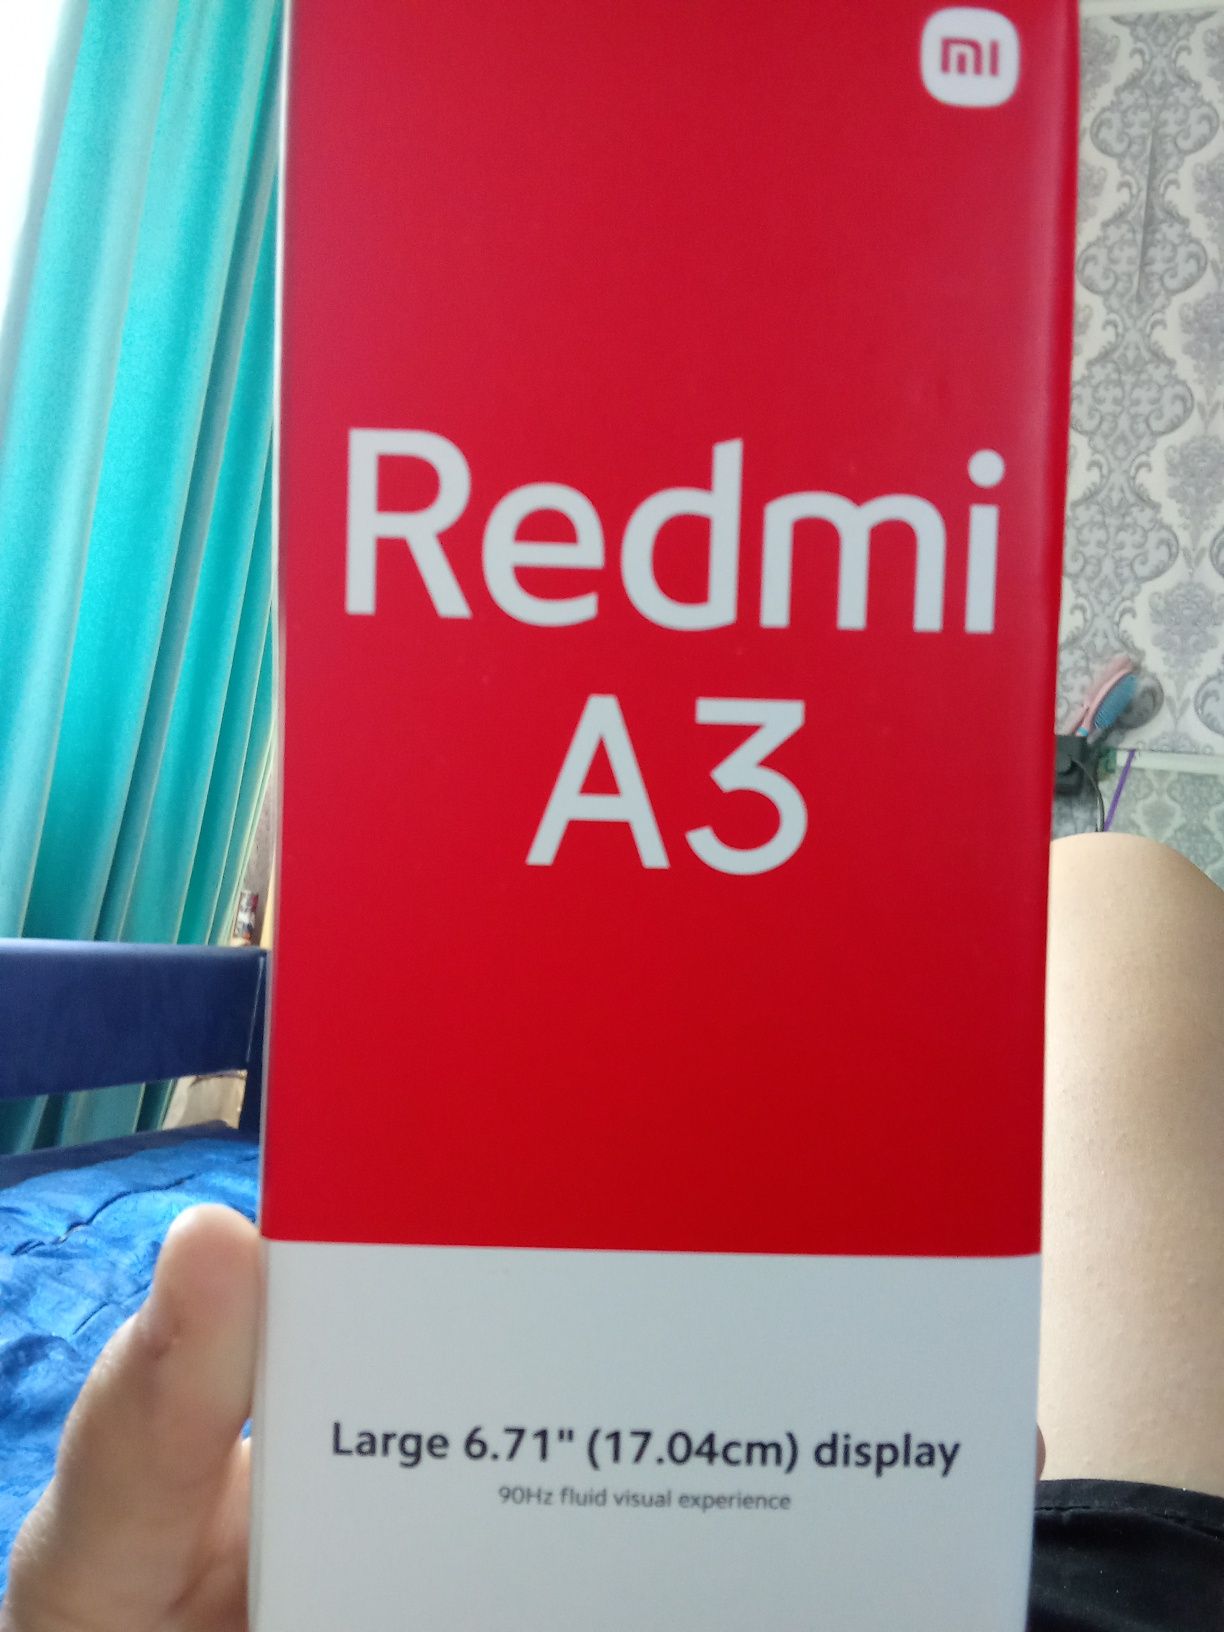 mi
Redmi
A3
Large 6.71" (17.04cm) display
90Hz fluid visual experience